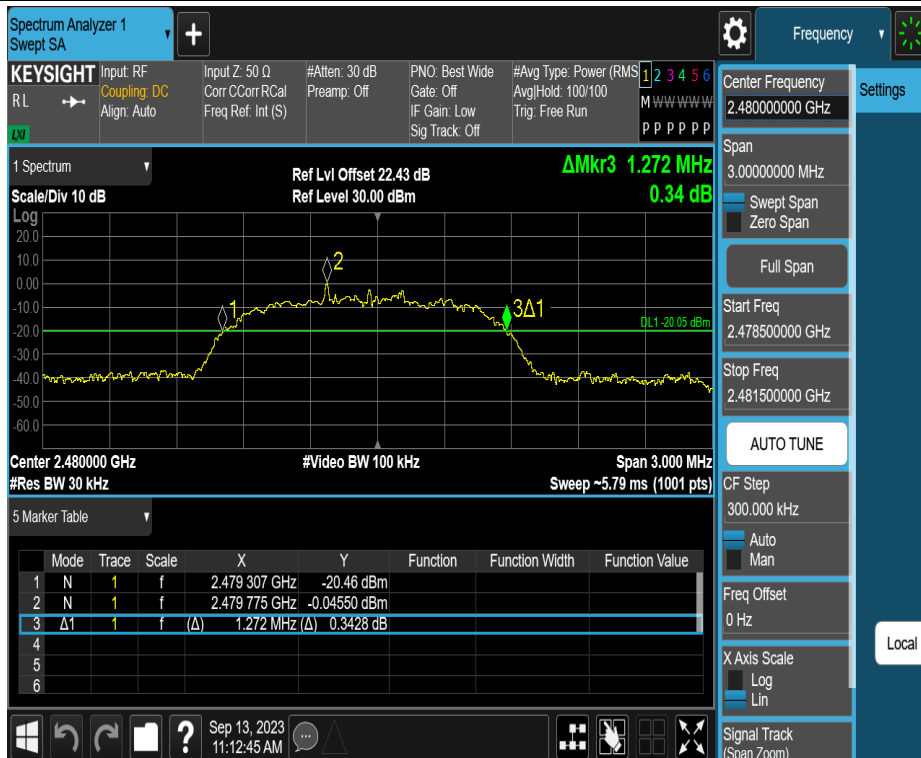 Spectrum Analyzer 1
Swept SA
+
Frequency
KEYSIGHT
R L
LXI
Input: RF
Coupling: DC
Align: Auto
Input Z: 50 Ω
Corr CCorr RCal
Freq Ref: Int (S)
#Atten: 30 dB
Preamp: Off
PNO: Best Wide
Gate: Off
IF Gain: Low
Sig Track: Off
#Avg Type: Power (RMS
Avg|Hold: 100/100
Trig: Free Run
1 2 3 4 5 6
M W W W W W
P P P P P P
Settings
Center Frequency
2.480000000 GHz
Span
3.00000000 MHz
Swept Span
Zero Span
Full Span
Start Freq
2.478500000 GHz
Stop Freq
2.481500000 GHz
AUTO TUNE
CF Step
300.000 kHz
Auto
Man
Freq Offset
0 Hz
X Axis Scale
Log
Lin
Signal Track
(Span Zoom)
Local
1 Spectrum
Scale/Div 10 dB
Ref Lvl Offset 22.43 dB
Ref Level 30.00 dBm
ΔMkr3 1.272 MHz
0.34 dB
Log
20.0
10.0
0.00
-10.0
-20.0
-30.0
-40.0
-50.0
-60.0
1
2
3Δ1
DL1 -20.05 dBm
Center 2.480000 GHz
#Res BW 30 kHz
#Video BW 100 kHz
Span 3.000 MHz
Sweep ~5.79 ms (1001 pts)
5 Marker Table
Mode Trace Scale X Y Function Function Width Function Value
1 N 1 f 2.479 307 GHz -20.46 dBm
2 N 1 f 2.479 775 GHz -0.04550 dBm
3 Δ1 1 f (Δ) 1.272 MHz (Δ) 0.3428 dB
4
5
6
?
Sep 13, 2023
11:12:45 AM